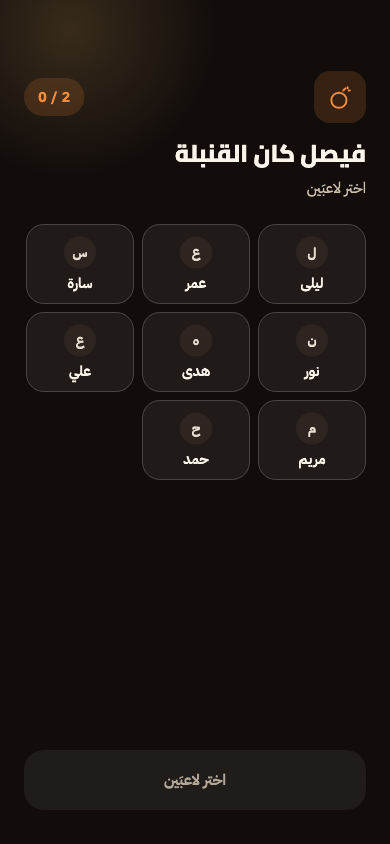 0 / 2
فيصل كان القنبلة
اختر لاعبَين
ل
ليلى
ع
عمر
س
سارة
ن
نور
ه
هدى
ع
علي
م
مريم
ح
حمد
اختر لاعبَين